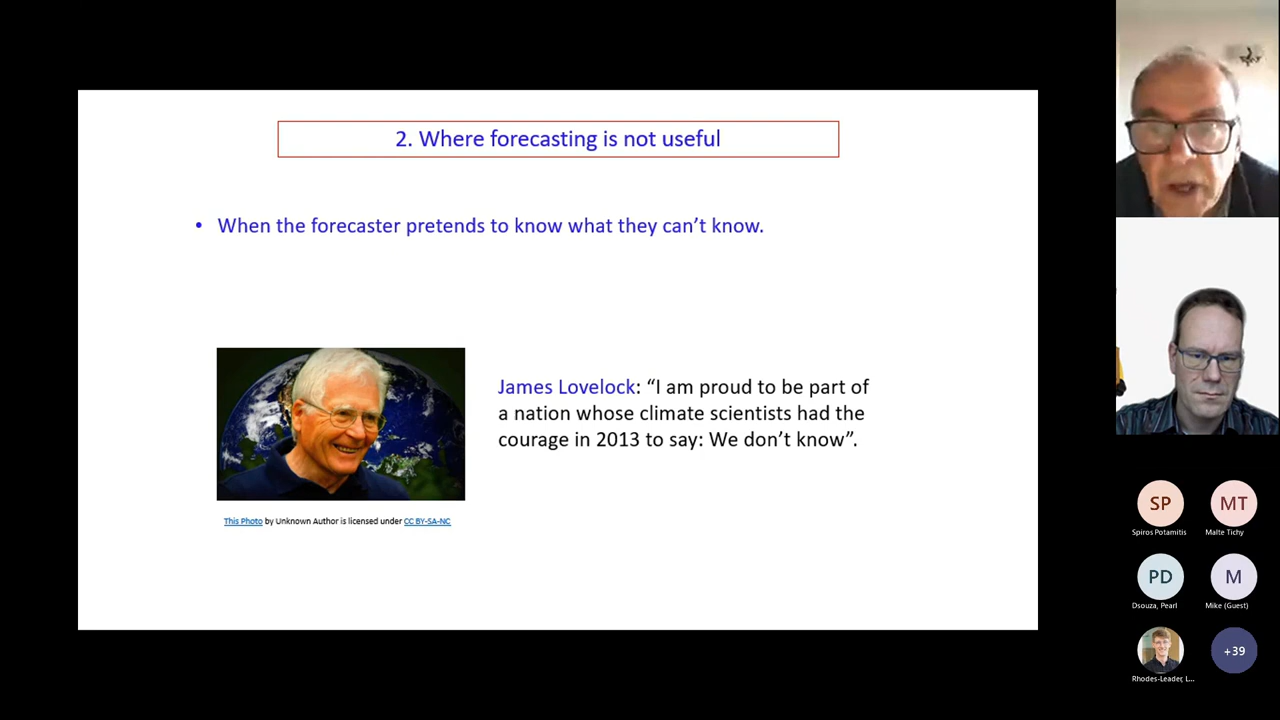 2. Where forecasting is not useful
• When the forecaster pretends to know what they can’t know.
James Lovelock: “I am proud to be part of
a nation whose climate scientists had the
courage in 2013 to say: We don’t know”.
This Photo by Unknown Author is licensed under CC BY-SA-NC
SP
MT
Spiros Potamitis
Malte Tichy
PD
M
Dsouza, Pearl
Mike (Guest)
+39
Rhodes-Leader, L...